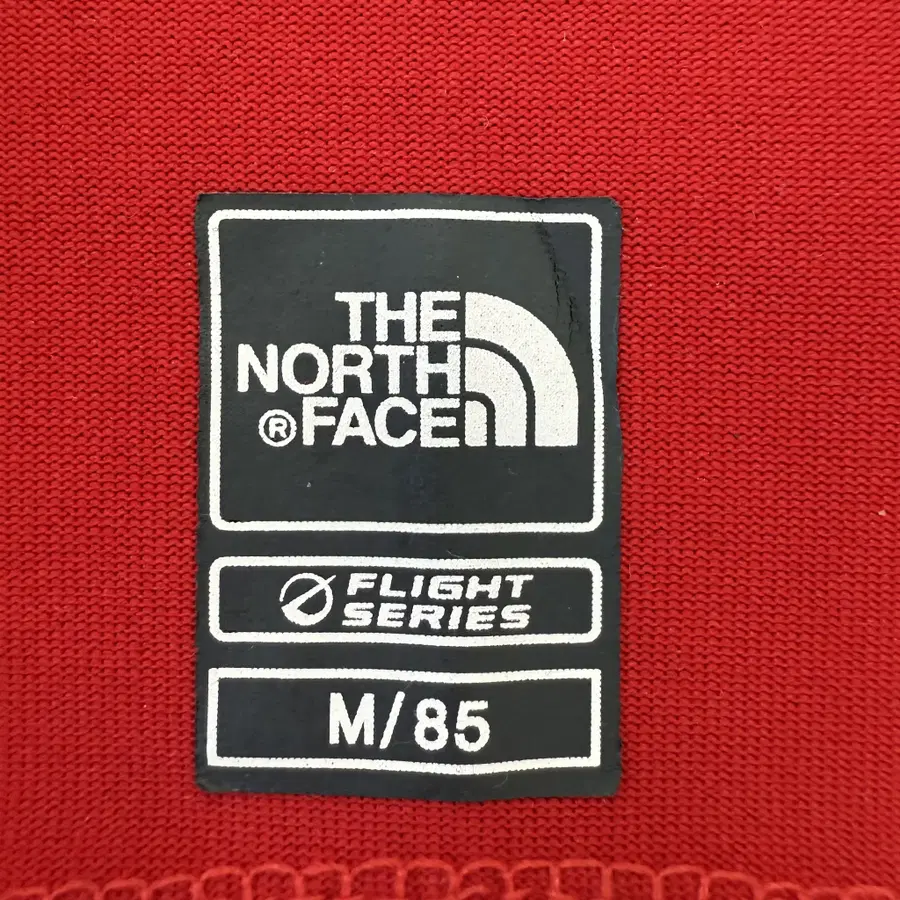 THE
NORTH
® FACE
FLIGHT
SERIES
M/85